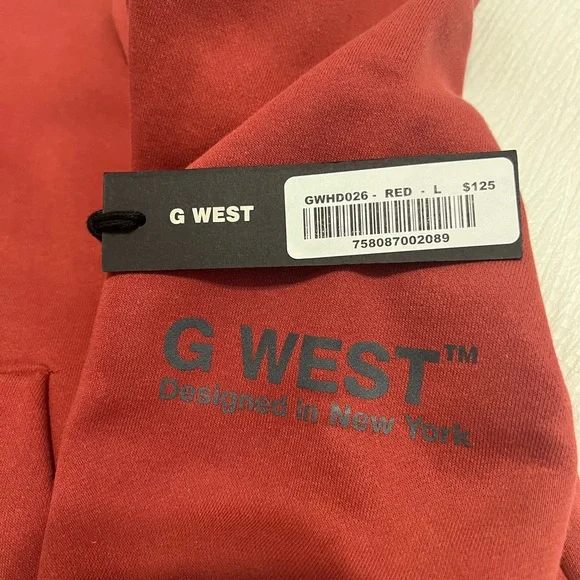 G WEST
GWHD026 - RED - L $125
758087002089
G WEST™
Designed in New York